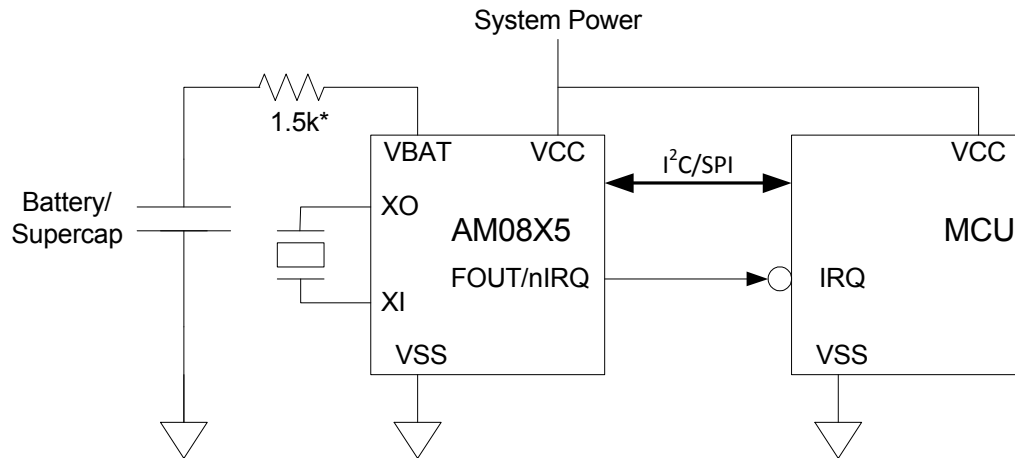 System Power
1.5k*
VBAT
VCC
VCC
I²C/SPI
Battery/
Supercap
XO
AM08X5
MCU
FOUT/nIRQ
IRQ
XI
VSS
VSS